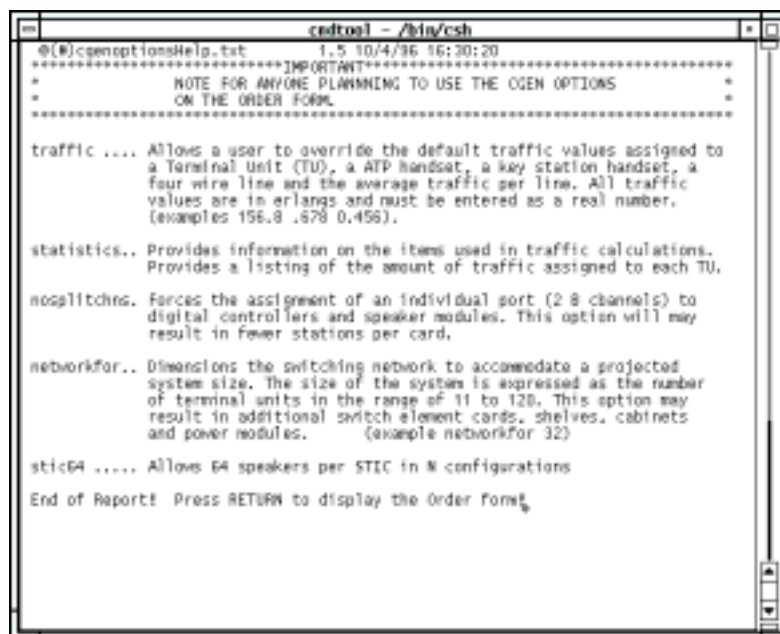 cmdtool - /bin/csh
@(#)cgenoptionsHelp.txt 1.5 10/4/96 16:30:20
*****************************IMPORTANT******************************************
* NOTE FOR ANYONE PLANNNING TO USE THE CGEN OPTIONS *
* ON THE ORDER FORM. *
********************************************************************************
traffic .... Allows a user to override the default traffic values assigned to
a Terminal Unit (TU), a ATP handset, a key station handset, a
four wire line and the average traffic per line. All traffic
values are in erlangs and must be entered as a real number.
(examples 156.8 .678 0.456).
statistics.. Provides information on the items used in traffic calculations.
Provides a listing of the amount of traffic assigned to each TU.
nosplitchns. Forces the assignment of an individual port (2 B channels) to
digital controllers and speaker modules. This option will may
result in fewer stations per card.
networkfor.. Dimensions the switching network to accommodate a projected
system size. The size of the system is expressed as the number
of terminal units in the range of 11 to 120. This option may
result in additional switch element cards, shelves, cabinets
and power modules. (example networkfor 32)
stic64 ..... Allows 64 speakers per STIC in N configurations
End of Report! Press RETURN to display the Order form!